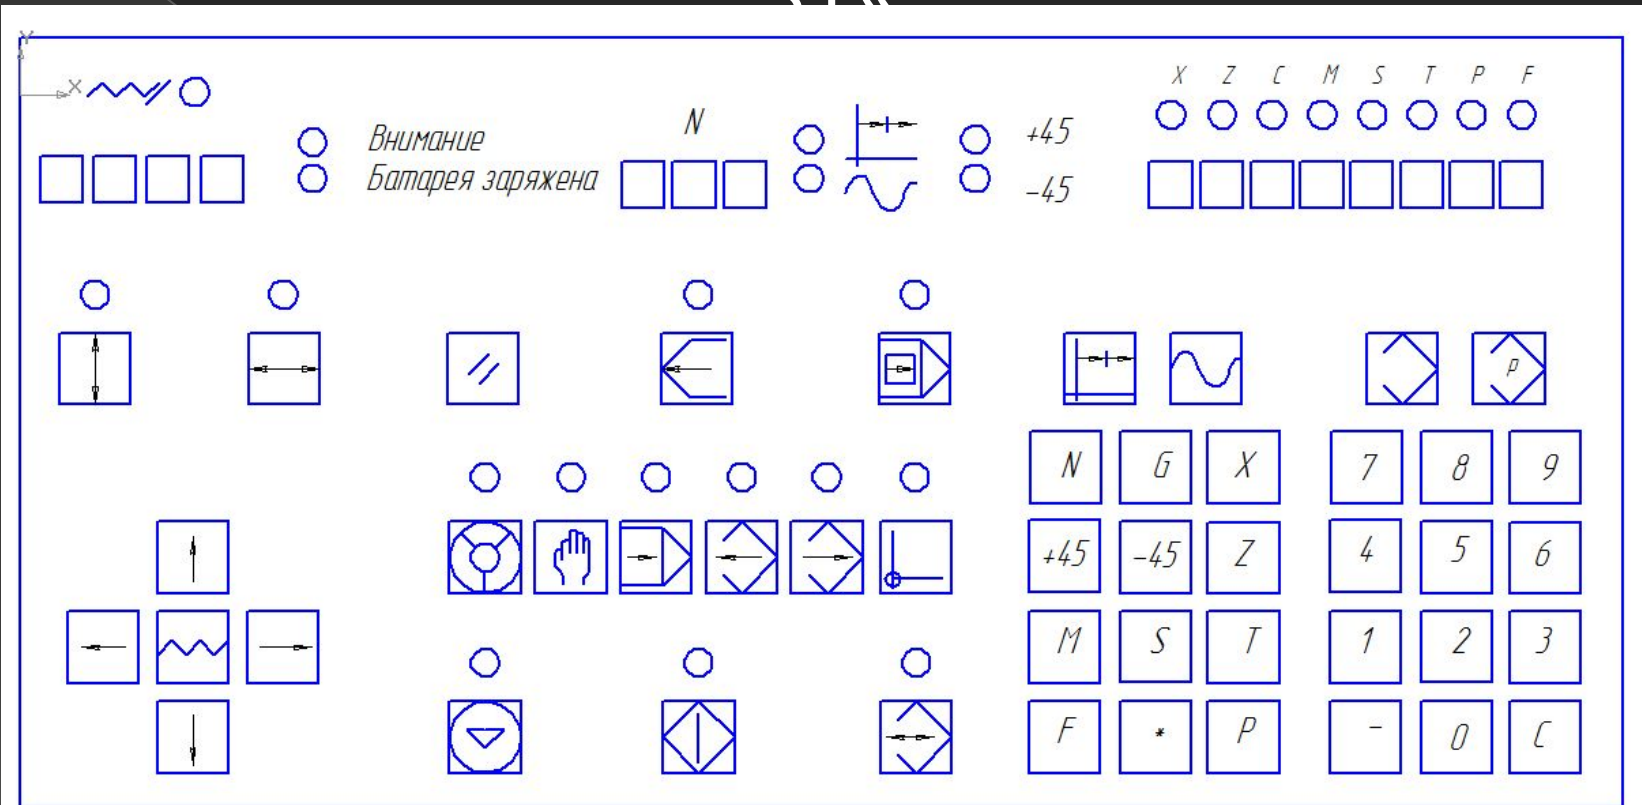 Y
X
X Z C M S T P F
N
Внимание
+45
Батарея заряжена
-45
P
N G X 7 8 9
+45 -45 Z 4 5 6
M S T 1 2 3
F * P - 0 C